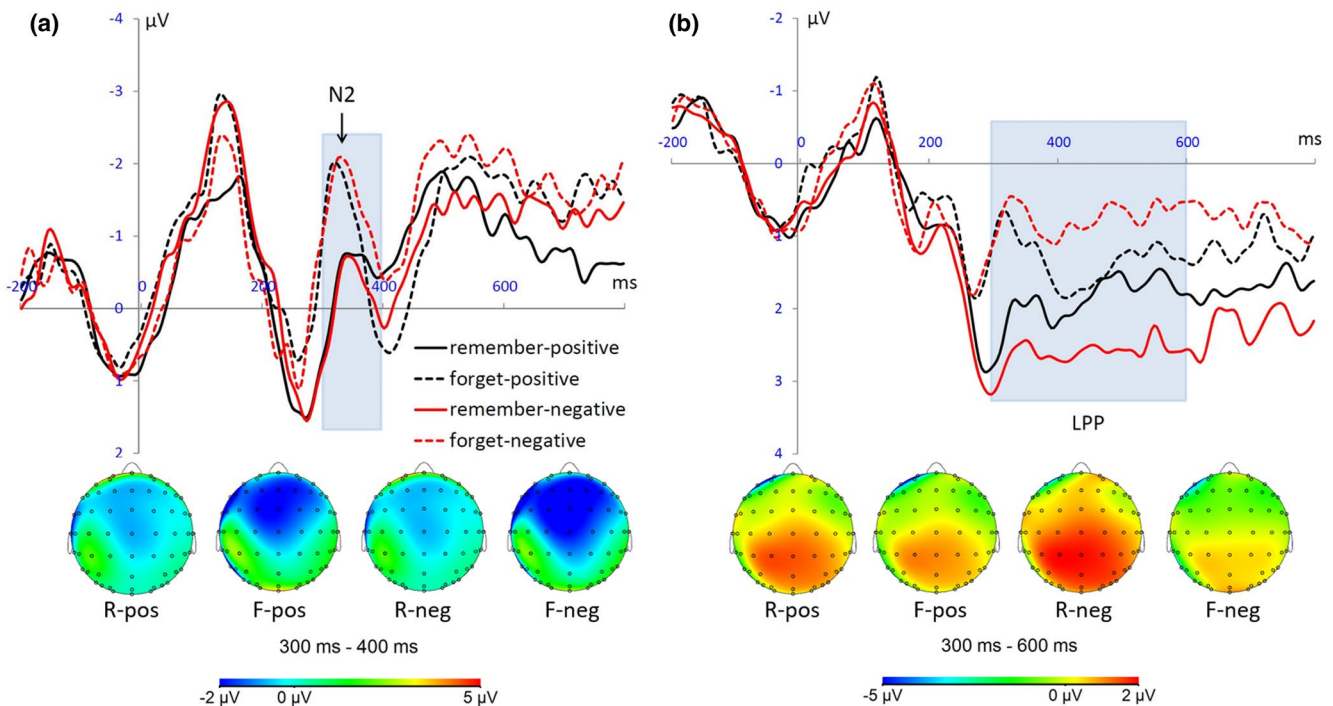 (a)
-4
µV
-3
N2
-2
-1
-200
0
200
400
600
ms
0
1
2
remember-positive
forget-positive
remember-negative
forget-negative
R-pos
F-pos
R-neg
F-neg
300 ms - 400 ms
-2 µV
0 µV
5 µV
(b)
-2
µV
-1
-200
0
200
400
600
ms
0
1
2
3
4
LPP
R-pos
F-pos
R-neg
F-neg
300 ms - 600 ms
-5 µV
0 µV
2 µV